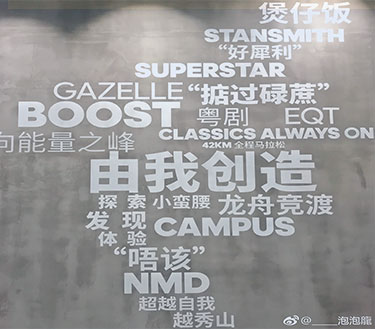 煲仔饭
STANSMITH
“好犀利”
SUPERSTAR
GAZELLE “掂过碌蔗”
BOOST 粤剧 EQT
向能量之峰 CLASSICS ALWAYS ON
42KM 全程马拉松
由我创造
探索小蛮腰 龙舟竞渡
发现 CAMPUS
体验
“唔该”
NMD
超越自我
越秀山
@____泡泡龍